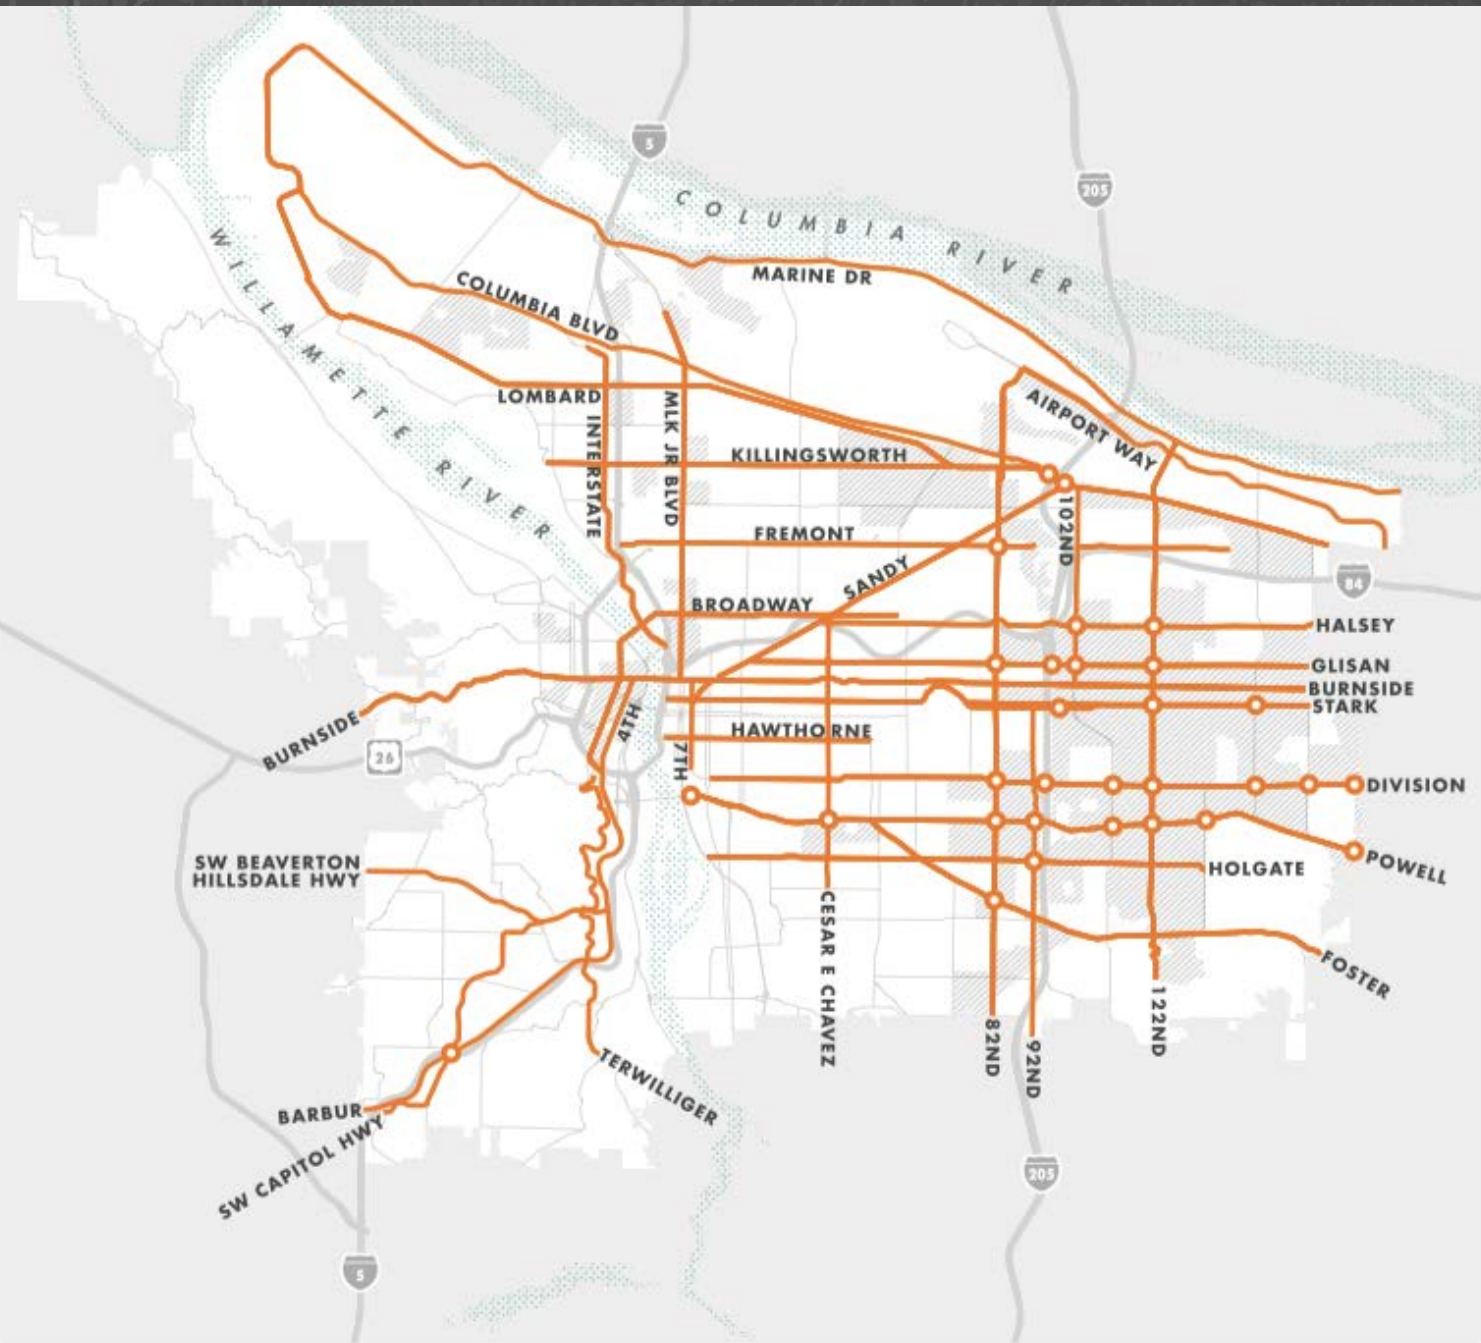 5
205
COLUMBIA RIVER
WILLAMETTE RIVER
MARINE DR
COLUMBIA BLVD
AIRPORT WAY
LOMBARD
INTERSTATE
MLK JR BLVD
KILLINGSWORTH
102ND
FREMONT
SANDY
84
BROADWAY
HALSEY
GLISAN
BURNSIDE
STARK
BURNSIDE
26
4TH
7TH
HAWTHORNE
DIVISION
SW BEAVERTON
HILLSDALE HWY
POWELL
HOLGATE
CESAR E CHAVEZ
FOSTER
82ND
92ND
122ND
TERWILLIGER
BARBUR
SW CAPITOL HWY
205
5